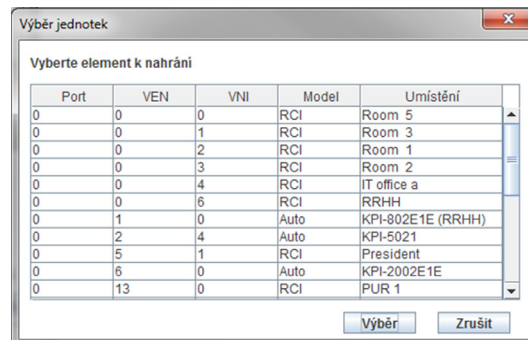 Výběr jednotek
Vyberte element k nahrání
Port VEN VNI Model Umístění
0 0 0 RCI Room 5
0 0 1 RCI Room 3
0 0 2 RCI Room 1
0 0 3 RCI Room 2
0 0 4 RCI IT office a
0 0 6 RCI RRHH
0 1 0 Auto KPI-802E1E (RRHH)
0 2 4 Auto KPI-5021
0 5 1 RCI President
0 6 0 Auto KPI-2002E1E
0 13 0 RCI PUR 1
Výběr Zrušit